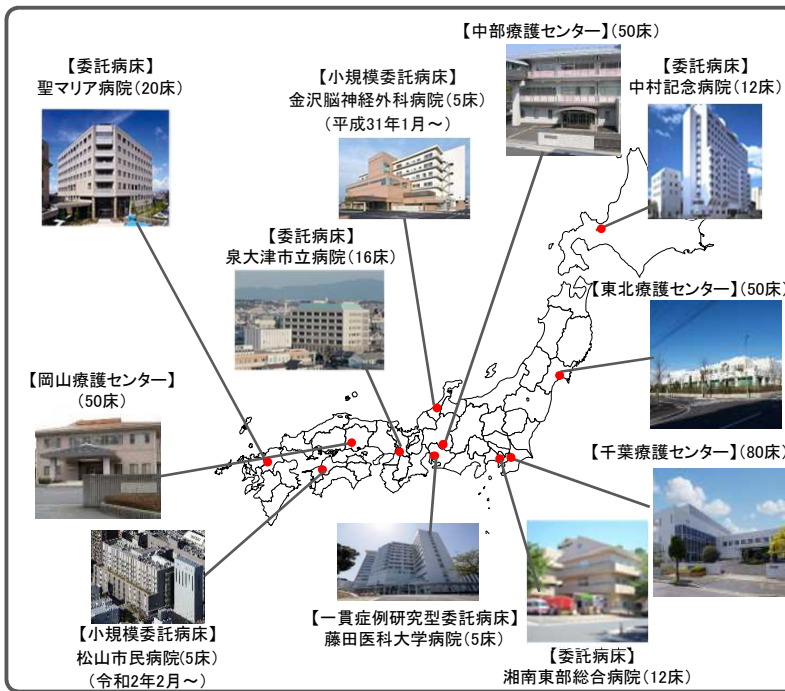 【中部療護センター】(50床)
【委託病床】
聖マリア病院(20床)
【小規模委託病床】
金沢脳神経外科病院(5床)
(平成31年1月～)
【委託病床】
中村記念病院(12床)
【委託病床】
泉大津市立病院(16床)
【東北療護センター】(50床)
【岡山療護センター】
(50床)
【千葉療護センター】(80床)
【小規模委託病床】
松山市民病院(5床)
(令和2年2月～)
【一貫症例研究型委託病床】
藤田医科大学病院(5床)
【委託病床】
湘南東部総合病院(12床)